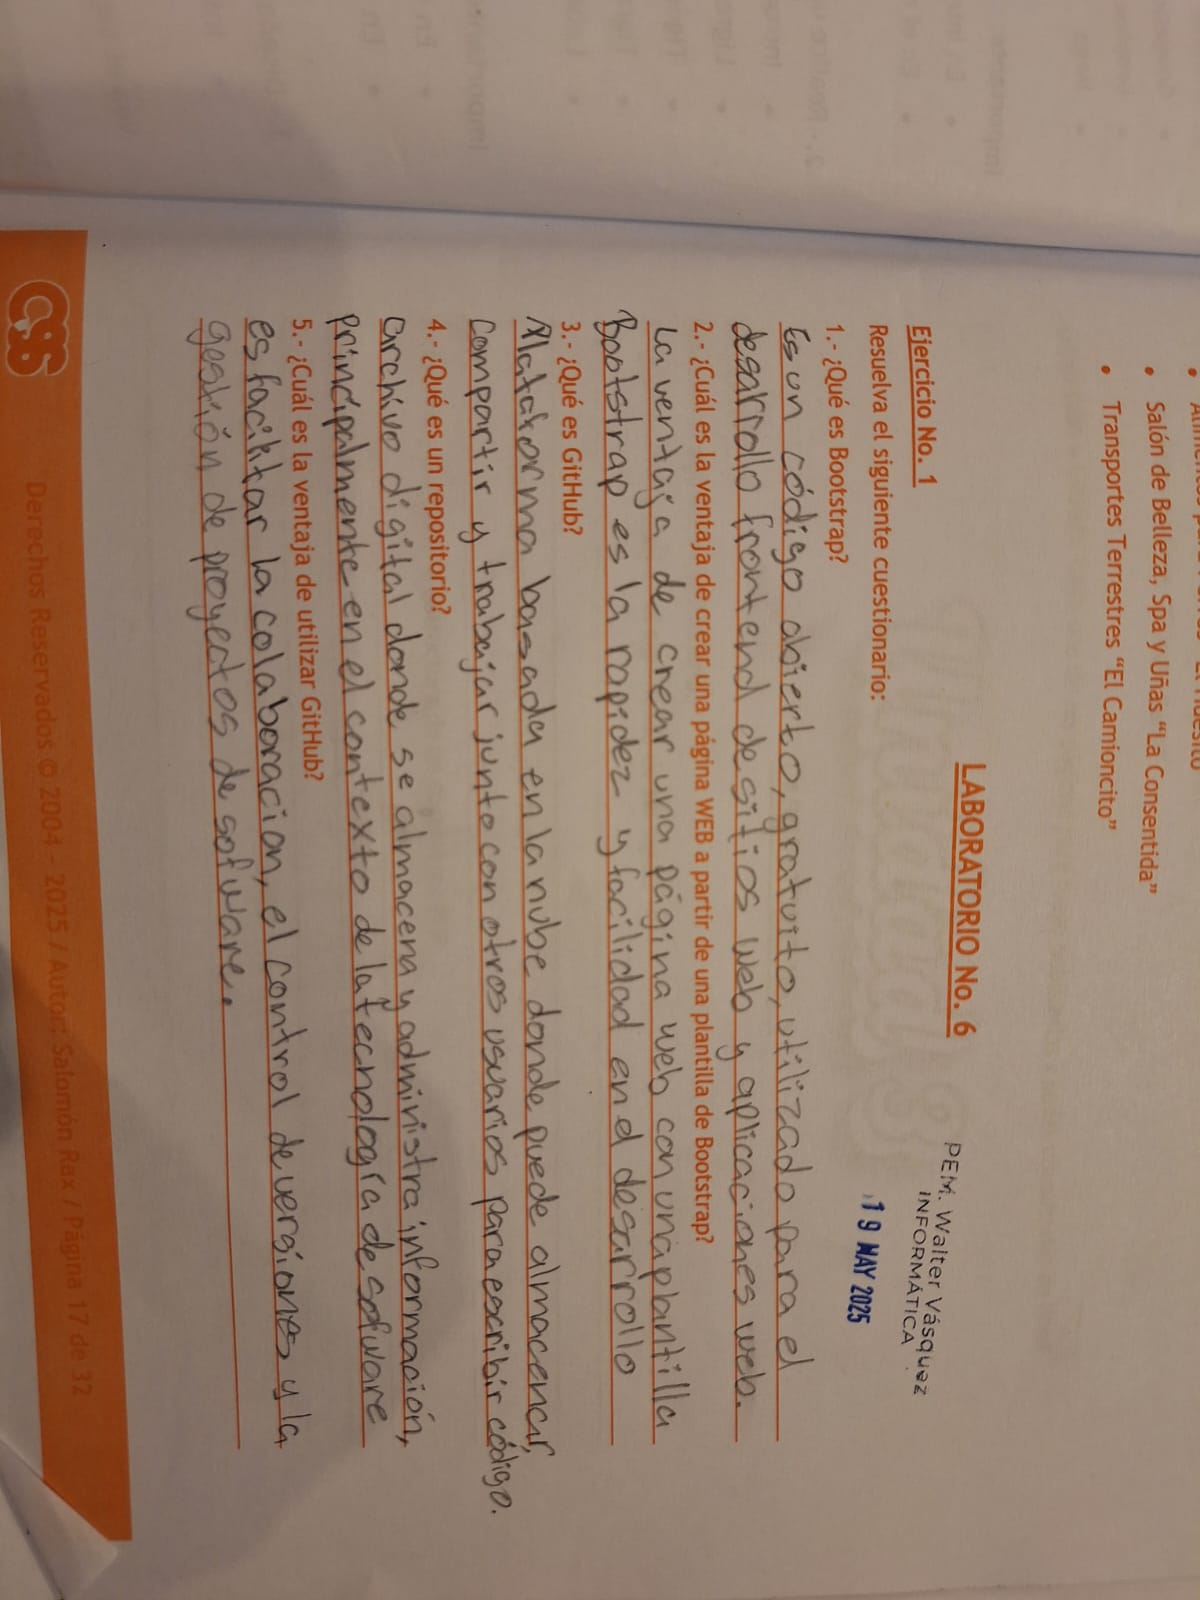 • Salón de Belleza, Spa y Uñas “La Consentida”
• Transportes Terrestres “El Camioncito”
LABORATORIO No. 6
PEM. Walter Vásquez
INFORMÁTICA
19 MAY 2025
Ejercicio No. 1
Resuelva el siguiente cuestionario:
1.- ¿Qué es Bootstrap?
Es un código abierto, gratuito, utilizado para el
desarrollo frontend de sitios web y aplicaciones web.
2.- ¿Cuál es la ventaja de crear una página WEB a partir de una plantilla de Bootstrap?
La ventaja de crear una página web con una plantilla
Bootstrap es la rapidez y facilidad en el desarrollo
3.- ¿Qué es GitHub?
Plataforma basada en la nube donde puede almacenar,
compartir y trabajar junto con otros usuarios para escribir código.
4.- ¿Qué es un repositorio?
archivo digital donde se almacena y administra información,
principalmente en el contexto de la tecnología de sofware
5.- ¿Cuál es la ventaja de utilizar GitHub?
es facilitar la colaboracion, el control de versiones y la
gestión de proyectos de sofware.
CSS
Derechos Reservados © 2004 - 2025 / Autor: Salomón Rax / Página 17 de 32